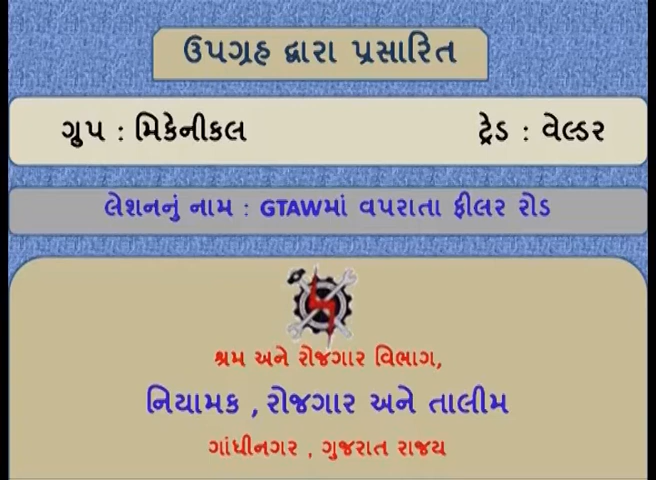 ઉપગ્રહ દ્વારા પ્રસારિત
ગ્રુપ : મિકેનીકલ ટ્રેડ : વેલ્ડર
લેશનનું નામ : GTAWમાં વપરાતા ફીલર રોડ
શ્રમ અને રોજગાર વિભાગ,
નિયામક , રોજગાર અને તાલીમ
ગાંધીનગર , ગુજરાત રાજય